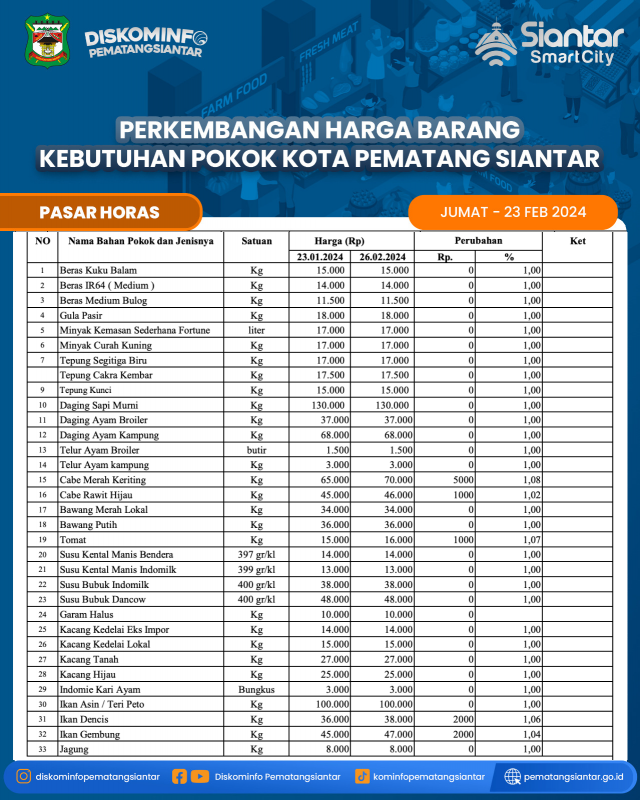 DISKOMINFO
PEMATANGSIANTAR
Siantar
SmartCity
FARM FOOD
FRESH MEAT
FARM FOOD
PERKEMBANGAN HARGA BARANG
KEBUTUHAN POKOK KOTA PEMATANG SIANTAR
PASAR HORAS
JUMAT - 23 FEB 2024
NO Nama Bahan Pokok dan Jenisnya Satuan Harga (Rp) Perubahan Ket
23.01.2024 26.02.2024 Rp. %
1 Beras Kuku Balam Kg 15.000 15.000 0 1,00
2 Beras IR64 ( Medium ) Kg 14.000 14.000 0 1,00
3 Beras Medium Bulog Kg 11.500 11.500 0 1,00
4 Gula Pasir Kg 18.000 18.000 0 1,00
5 Minyak Kemasan Sederhana Fortune liter 17.000 17.000 0 1,00
6 Minyak Curah Kuning Kg 17.000 17.000 0 1,00
7 Tepung Segitiga Biru Kg 17.000 17.000 0 1,00
Tepung Cakra Kembar Kg 17.500 17.500 0 1,00
9 Tepung Kunci Kg 15.000 15.000 0 1,00
10 Daging Sapi Murni Kg 130.000 130.000 0 1,00
11 Daging Ayam Broiler Kg 37.000 37.000 0 1,00
12 Daging Ayam Kampung Kg 68.000 68.000 0 1,00
13 Telur Ayam Broiler butir 1.500 1.500 0 1,00
14 Telur Ayam kampung Kg 3.000 3.000 0 1,00
15 Cabe Merah Keriting Kg 65.000 70.000 5000 1,08
16 Cabe Rawit Hijau Kg 45.000 46.000 1000 1,02
17 Bawang Merah Lokal Kg 34.000 34.000 0 1,00
18 Bawang Putih Kg 36.000 36.000 0 1,00
19 Tomat Kg 15.000 16.000 1000 1,07
20 Susu Kental Manis Bendera 397 gr/kl 14.000 14.000 0 1,00
21 Susu Kental Manis Indomilk 399 gr/kl 13.000 13.000 0 1,00
22 Susu Bubuk Indomilk 400 gr/kl 38.000 38.000 0 1,00
23 Susu Bubuk Dancow 400 gr/kl 48.000 48.000 0 1,00
24 Garam Halus Kg 10.000 10.000 0
25 Kacang Kedelai Eks Impor Kg 14.000 14.000 0 1,00
26 Kacang Kedelai Lokal Kg 15.000 15.000 0 1,00
27 Kacang Tanah Kg 27.000 27.000 0 1,00
28 Kacang Hijau Kg 25.000 25.000 0 1,00
29 Indomie Kari Ayam Bungkus 3.000 3.000 0 1,00
30 Ikan Asin / Teri Peto Kg 100.000 100.000 0 1,00
31 Ikan Dencis Kg 36.000 38.000 2000 1,06
32 Ikan Gembung Kg 45.000 47.000 2000 1,04
33 Jagung Kg 8.000 8.000 0 1,00
diskominfopematangsiantar Diskominfo Pematangsiantar kominfopematangsiantar pematangsiantar.go.id